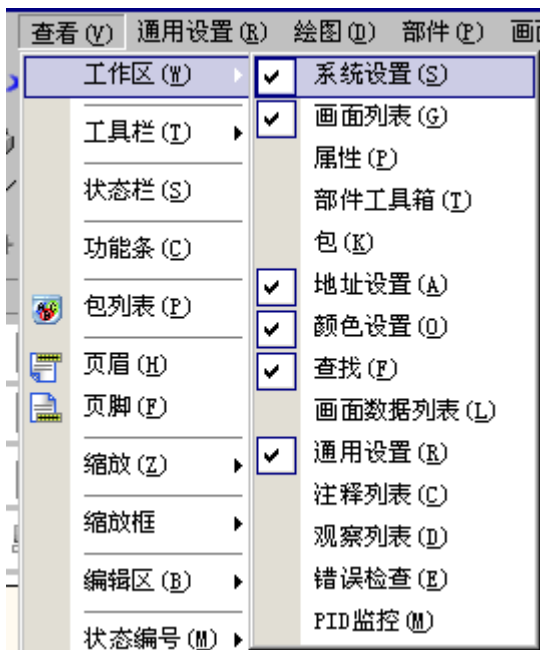 查看(V) 通用设置(R) 绘图(D) 部件(P) 画
工作区(W)
工具栏(T)
状态栏(S)
功能条(C)
包列表(P)
页眉(H)
页脚(F)
缩放(Z)
缩放框
编辑区(B)
状态编号(M)
系统设置(S)
画面列表(G)
属性(P)
部件工具箱(T)
包(K)
地址设置(A)
颜色设置(O)
查找(F)
画面数据列表(L)
通用设置(R)
注释列表(C)
观察列表(D)
错误检查(E)
PID监控(M)